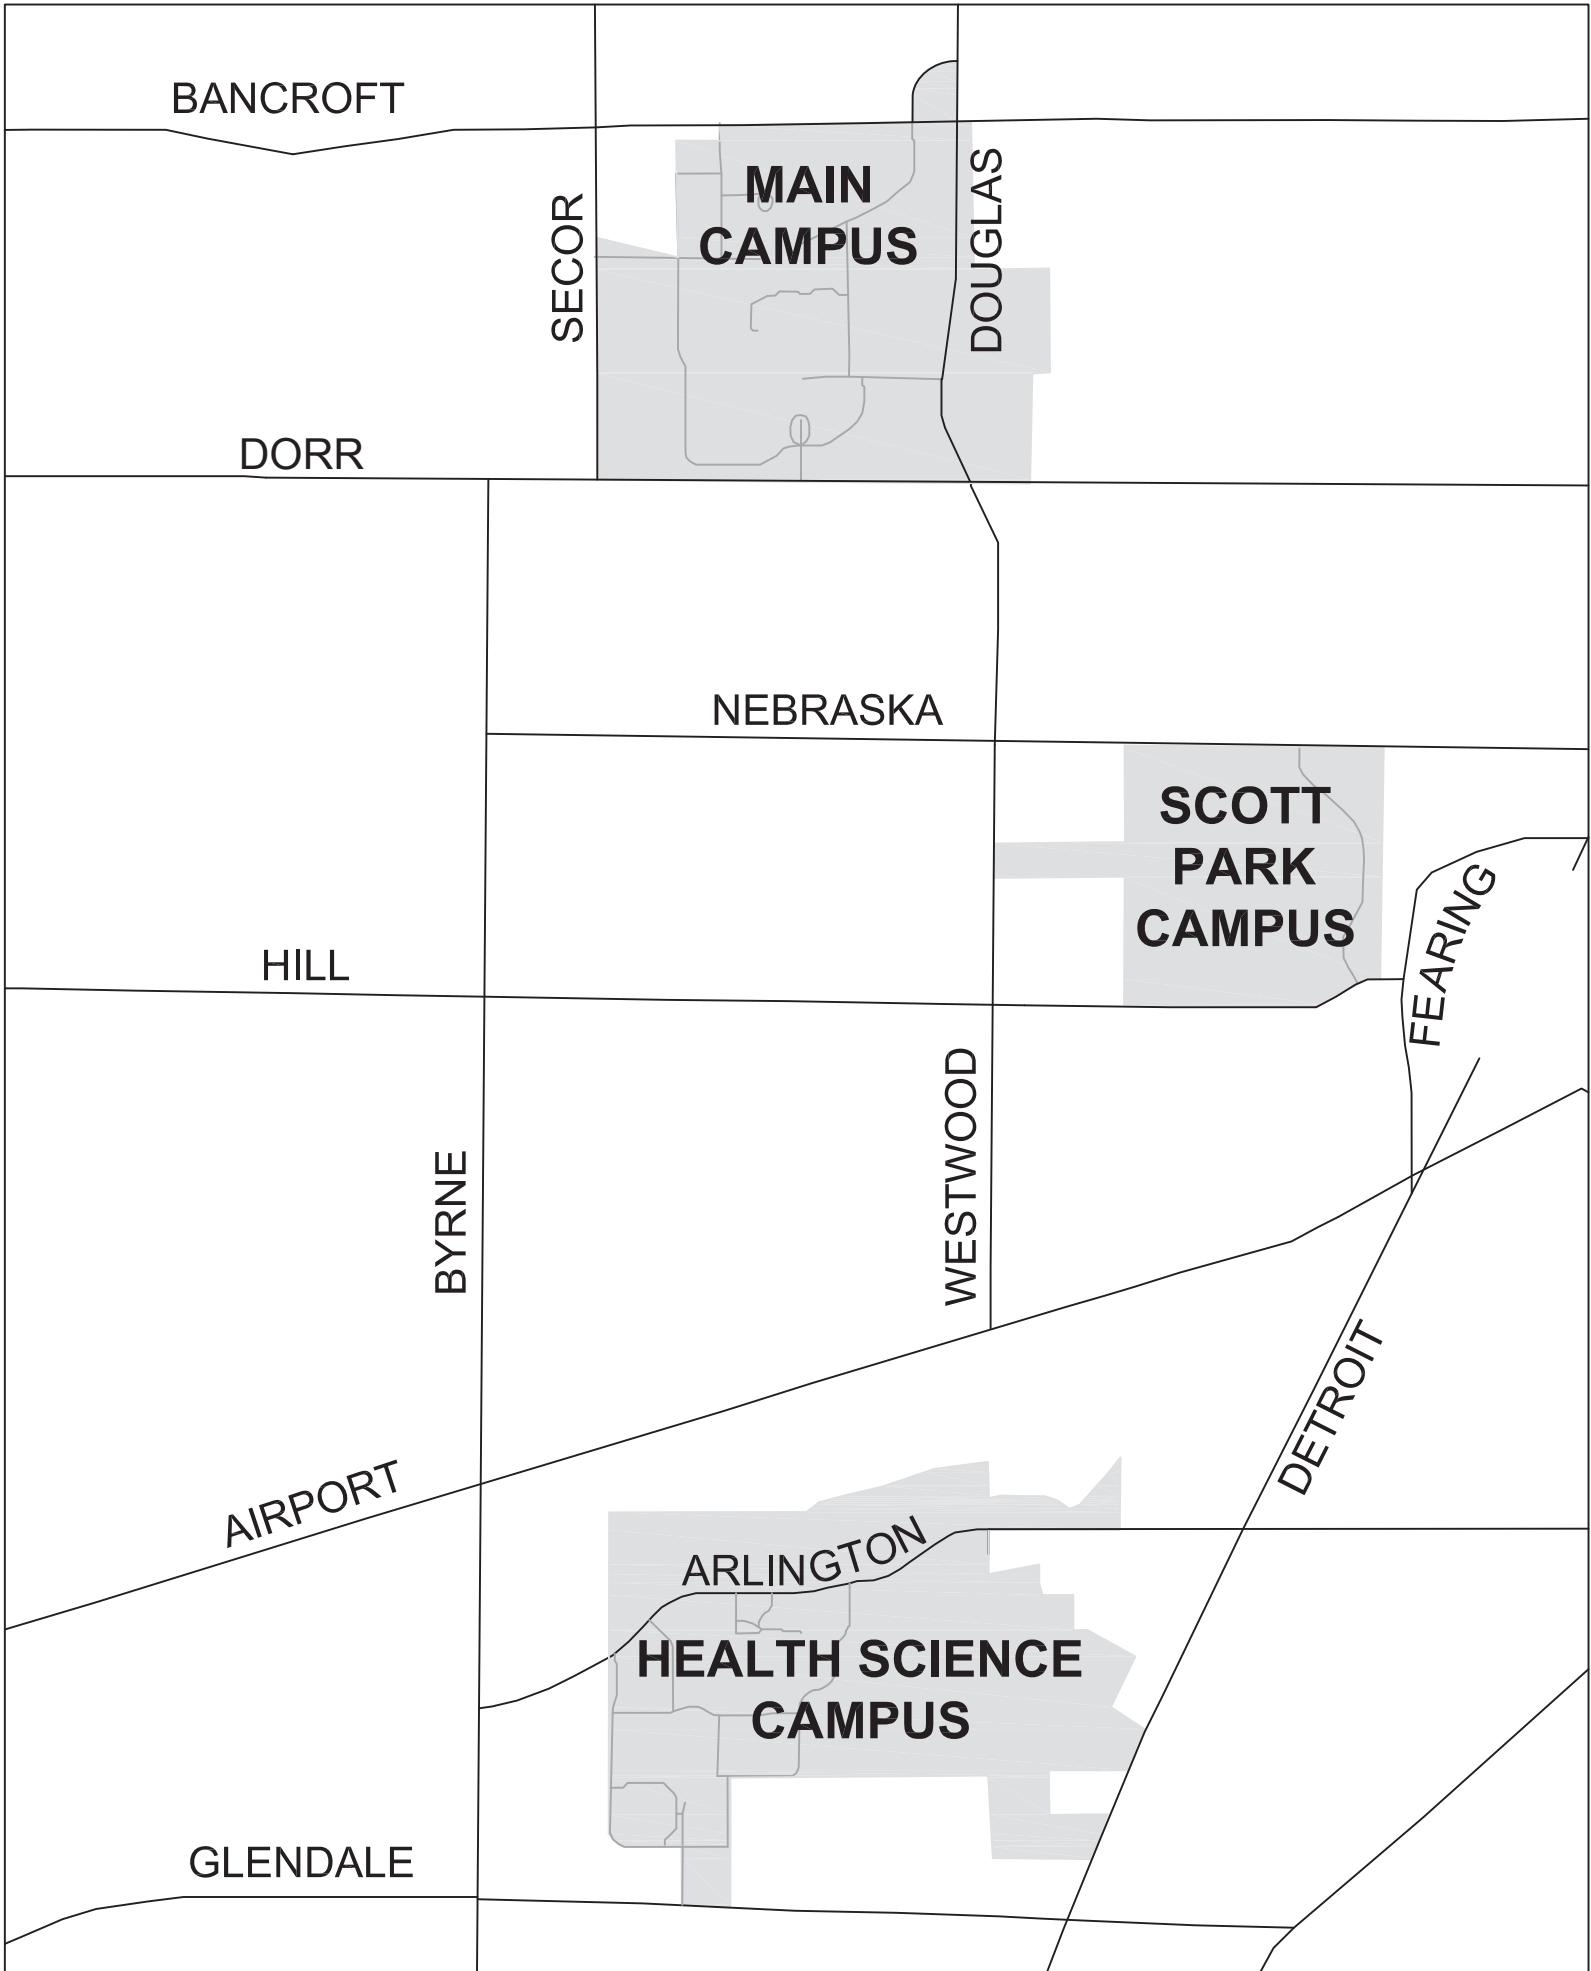 BANCROFT
MAIN
CAMPUS
SECOR
DOUGLAS
DORR
NEBRASKA
SCOTT
PARK
CAMPUS
FEARING
HILL
WESTWOOD
BYRNE
DETROIT
AIRPORT
ARLINGTON
HEALTH SCIENCE
CAMPUS
GLENDALE